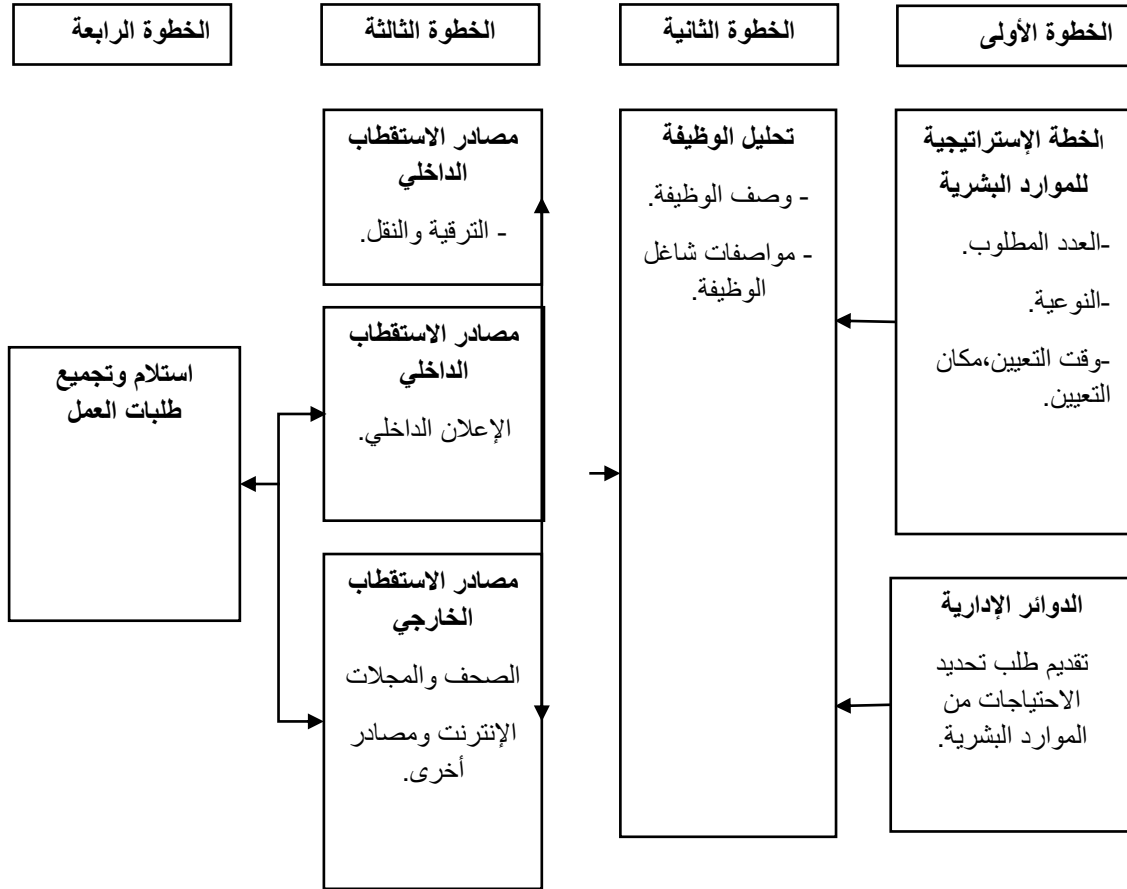 الخطوة الأولى
الخطوة الثانية
الخطوة الثالثة
الخطوة الرابعة
الخطة الإستراتيجية
للموارد البشرية
-العدد المطلوب.
-النوعية.
-وقت التعيين،مكان
التعيين.
الدوائر الإدارية
تقديم طلب تحديد
الاحتياجات من
الموارد البشرية.
تحليل الوظيفة
- وصف الوظيفة.
- مواصفات شاغل
الوظيفة.
مصادر الاستقطاب
الداخلي
- الترقية والنقل.
مصادر الاستقطاب
الداخلي
الإعلان الداخلي.
مصادر الاستقطاب
الخارجي
الصحف والمجلات
الإنترنت ومصادر
أخرى.
استلام وتجميع
طلبات العمل